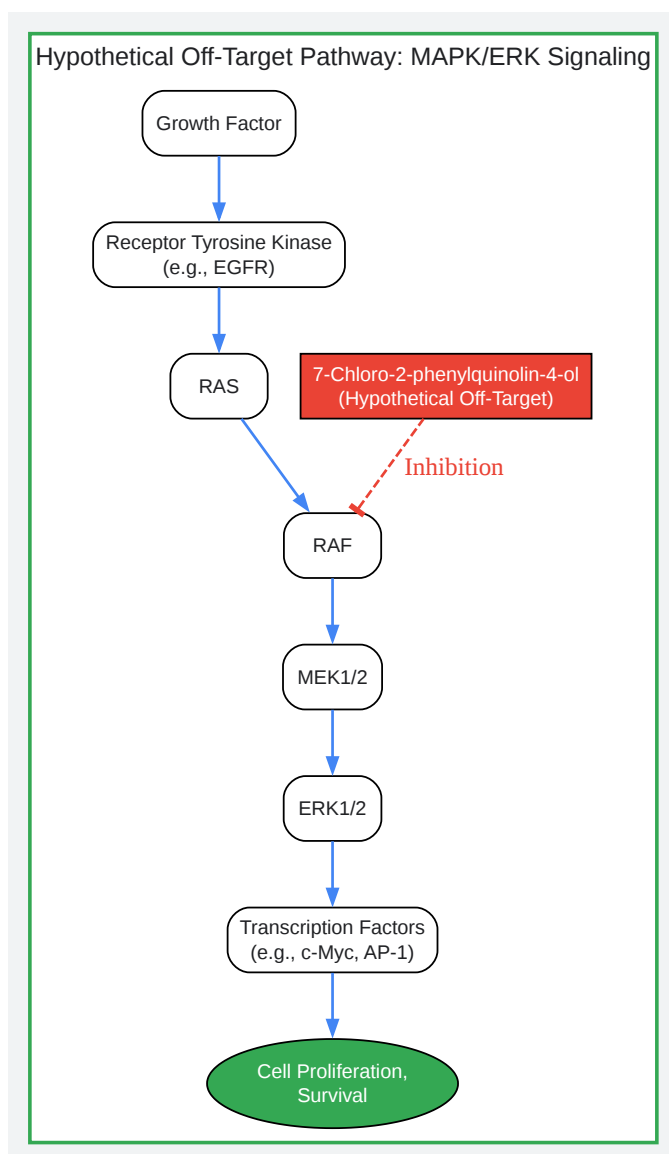 Hypothetical Off-Target Pathway: MAPK/ERK Signaling
Growth Factor
Receptor Tyrosine Kinase
(e.g., EGFR)
RAS
7-Chloro-2-phenylquinolin-4-ol
(Hypothetical Off-Target)
Inhibition
RAF
MEK1/2
ERK1/2
Transcription Factors
(e.g., c-Myc, AP-1)
Cell Proliferation,
Survival